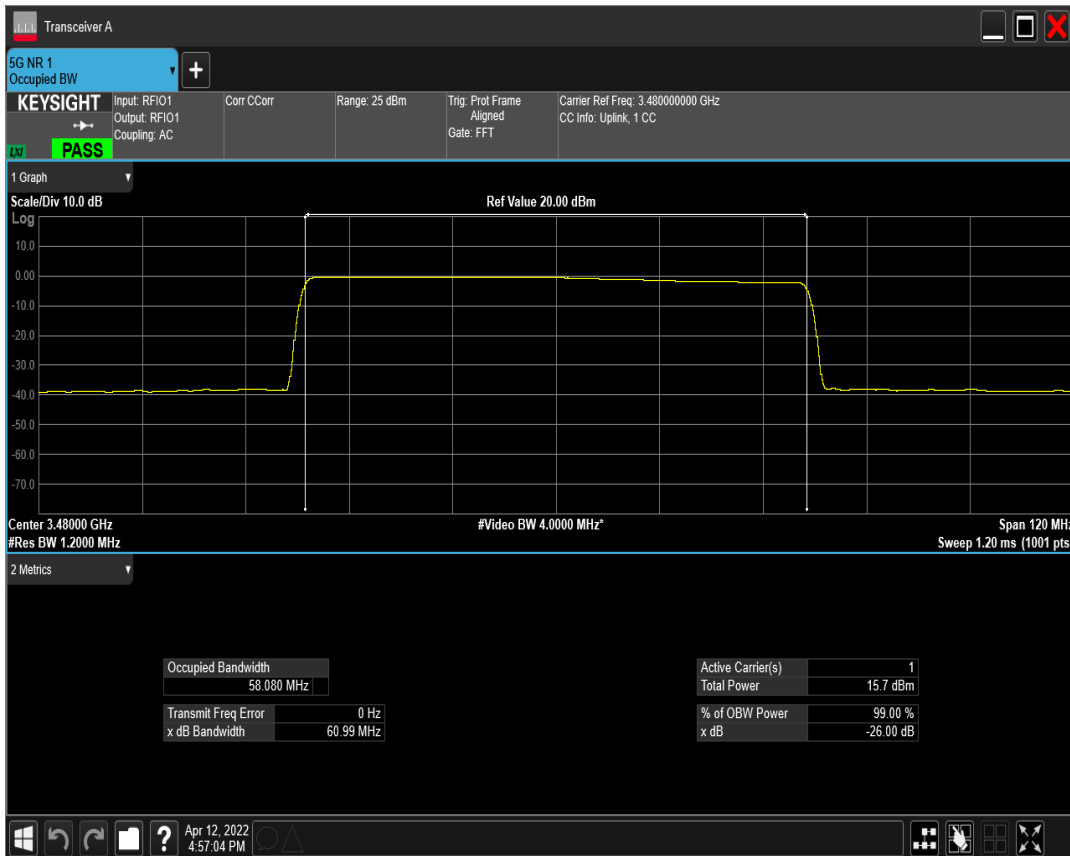 Transceiver A
5G NR 1
Occupied BW
KEYSIGHT
LXI
PASS
Input: RFIO1
Output: RFIO1
Coupling: AC
Corr CCorr
Range: 25 dBm
Trig: Prot Frame
Aligned
Gate: FFT
Carrier Ref Freq: 3.480000000 GHz
CC Info: Uplink, 1 CC
1 Graph
Scale/Div 10.0 dB
Ref Value 20.00 dBm
Log
10.0
0.00
-10.0
-20.0
-30.0
-40.0
-50.0
-60.0
-70.0
Center 3.48000 GHz
#Video BW 4.0000 MHz*
Span 120 MHz
#Res BW 1.2000 MHz
Sweep 1.20 ms (1001 pts
2 Metrics
Occupied Bandwidth
58.080 MHz
Transmit Freq Error 0 Hz
x dB Bandwidth 60.99 MHz
Active Carrier(s) 1
Total Power 15.7 dBm
% of OBW Power 99.00 %
x dB -26.00 dB
?
Apr 12, 2022
4:57:04 PM